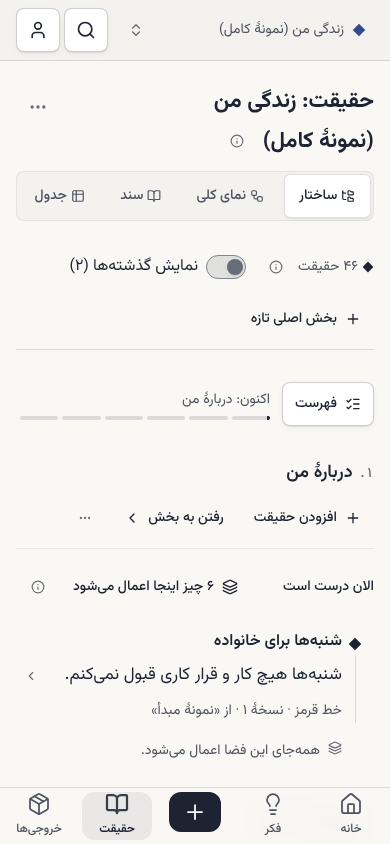 زندگی من (نمونهٔ کامل)
حقیقت: زندگی من
(نمونهٔ کامل)
ساختار
نمای کلی
سند
جدول
۴۶ حقیقت
نمایش گذشته‌ها (۲)
بخش اصلی تازه
فهرست
اکنون: دربارهٔ من
۱. دربارهٔ من
افزودن حقیقت
رفتن به بخش
الان درست است
۶ چیز اینجا اعمال می‌شود
شنبه‌ها برای خانواده
شنبه‌ها هیچ کار و قرار کاری قبول نمی‌کنم.
خط قرمز · نسخهٔ ۱ · از «نمونهٔ مبدأ»
همه‌جای این فضا اعمال می‌شود.
خانه
فکر
حقیقت
خروجی‌ها